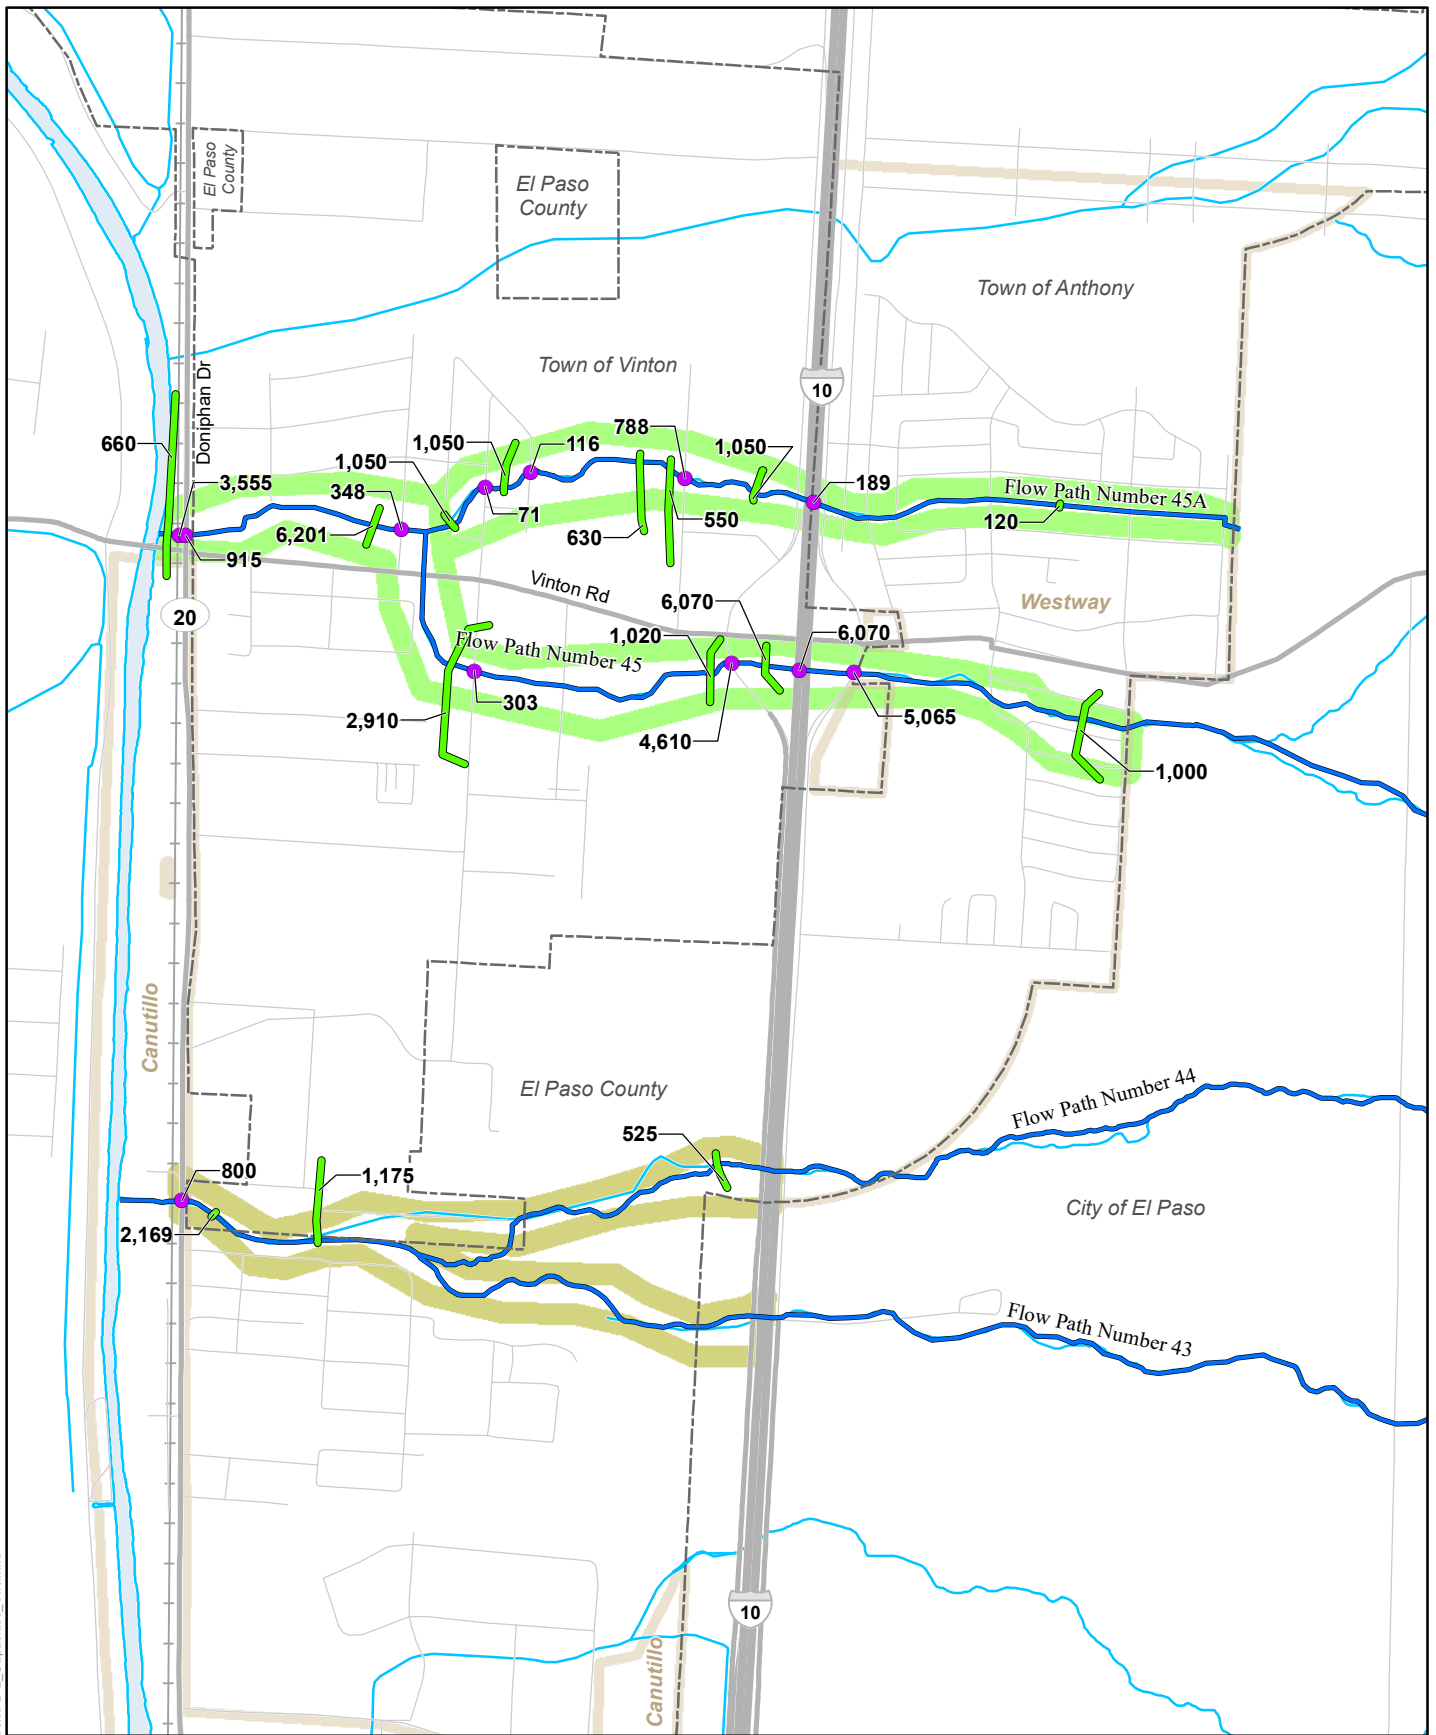 El Paso
County
El Paso
County
Town of Anthony
Town of Vinton
Doniphan Dr
10
660
3,555
915
348
6,201
1,050
1,050
116
71
788
630
550
1,050
189
Flow Path Number 45A
120
Westway
Vinton Rd
20
6,070
6,070
1,020
Flow Path Number 45
303
2,910
4,610
5,065
1,000
Canutillo
El Paso County
Flow Path Number 44
525
800
1,175
2,169
City of El Paso
Flow Path Number 43
10
Canutillo